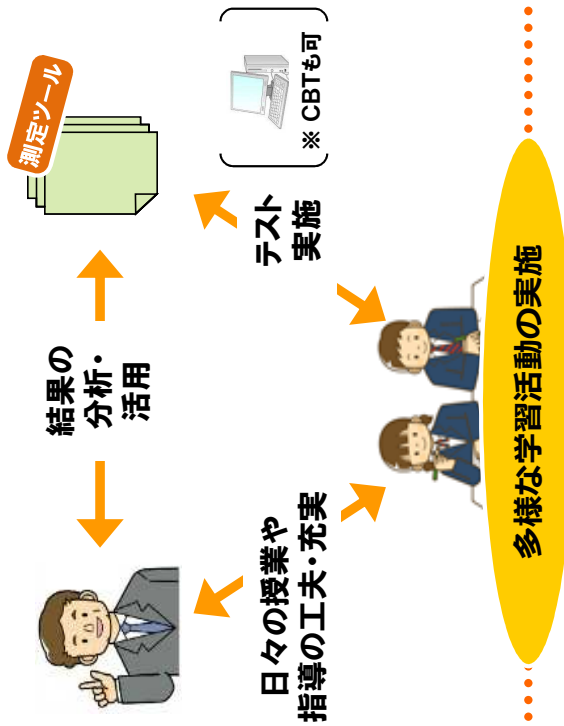 測定ツール
結果の
分析・
活用
テスト
実施
※ CBTも可
日々の授業や
指導の工夫・充実
多様な学習活動の実施